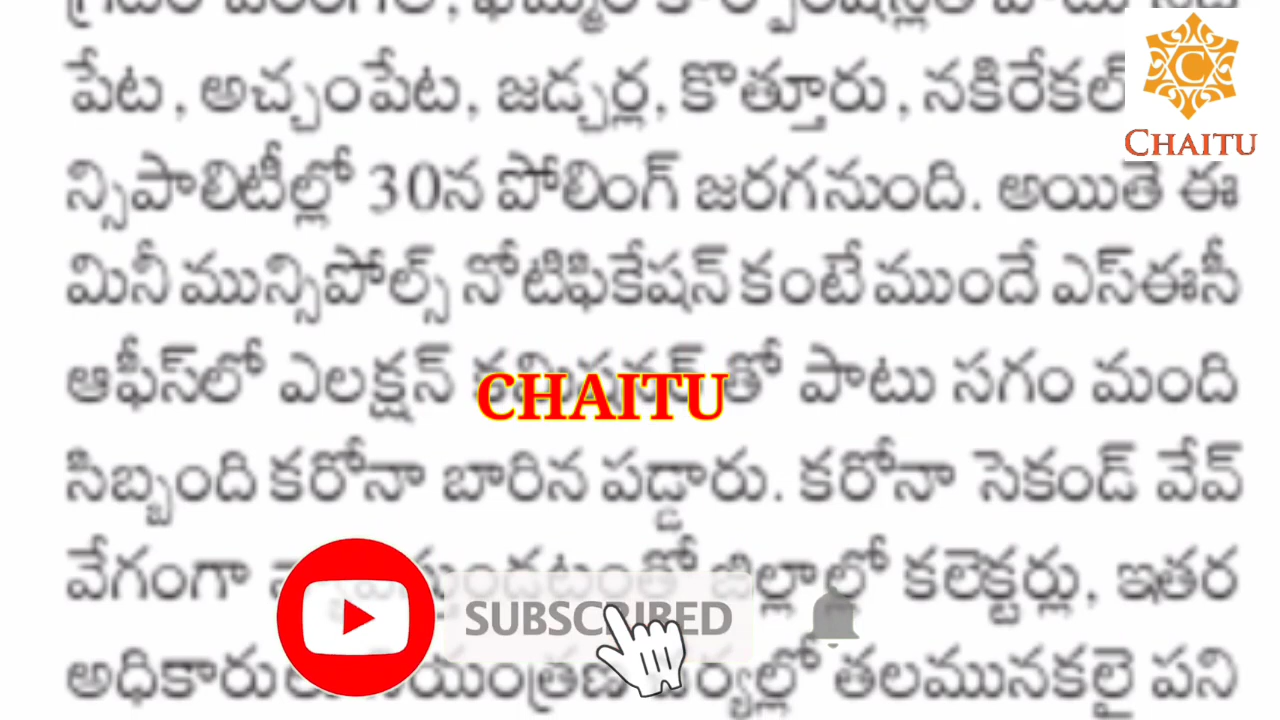 పేట, అచ్చంపేట, జడ్చర్ల, కొత్తూరు, నకిరేకల్
CHAITU
న్సిపాలిటీల్లో 30న పోలింగ్ జరగనుంది. అయితే ఈ
మినీ మున్సిపోల్స్ నోటిఫికేషన్ కంటే ముందే ఎస్ఈసీ
ఆఫీస్‌లో ఎలక్షన్ తో పాటు సగం మంది
CHAITU
సిబ్బంది కరోనా బారిన పడ్డారు. కరోనా సెకండ్ వేవ్
వేగంగా జిల్లాల్లో కలెక్టర్లు, ఇతర
SUBSCRIBED
తలమునకలై పని